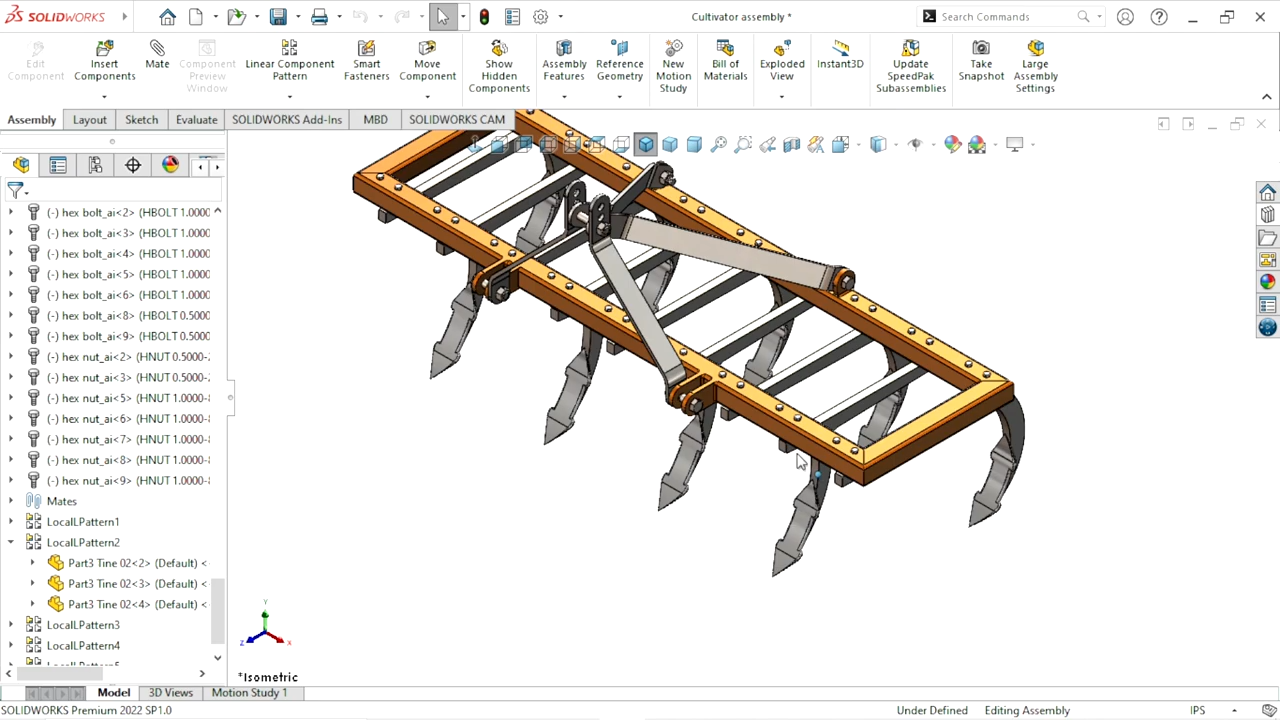 SOLIDWORKS
Cultivator assembly *
Search Commands
Edit Component
Insert Components
Mate
Component Preview Window
Linear Component Pattern
Smart Fasteners
Move Component
Show Hidden Components
Assembly Features
Reference Geometry
New Motion Study
Bill of Materials
Exploded View
Instant3D
Update SpeedPak Subassemblies
Take Snapshot
Large Assembly Settings
Assembly
Layout
Sketch
Evaluate
SOLIDWORKS Add-Ins
MBD
SOLIDWORKS CAM
(-) hex bolt_ai<2> (HBOLT 1.0000
(-) hex bolt_ai<3> (HBOLT 1.0000
(-) hex bolt_ai<4> (HBOLT 1.0000
(-) hex bolt_ai<5> (HBOLT 1.0000
(-) hex bolt_ai<6> (HBOLT 1.0000
(-) hex bolt_ai<8> (HBOLT 0.5000
(-) hex bolt_ai<9> (HBOLT 0.5000
(-) hex nut_ai<2> (HNUT 0.5000-
(-) hex nut_ai<3> (HNUT 0.5000-
(-) hex nut_ai<5> (HNUT 1.0000-
(-) hex nut_ai<6> (HNUT 1.0000-
(-) hex nut_ai<7> (HNUT 1.0000-
(-) hex nut_ai<8> (HNUT 1.0000-
(-) hex nut_ai<9> (HNUT 1.0000-
Mates
LocalLPattern1
LocalLPattern2
Part3 Tine 02<2> (Default) <
Part3 Tine 02<3> (Default) <
Part3 Tine 02<4> (Default) <
LocalLPattern3
LocalLPattern4
Y
Z
X
*Isometric
Model
3D Views
Motion Study 1
SOLIDWORKS Premium 2022 SP1.0
Under Defined
Editing Assembly
IPS